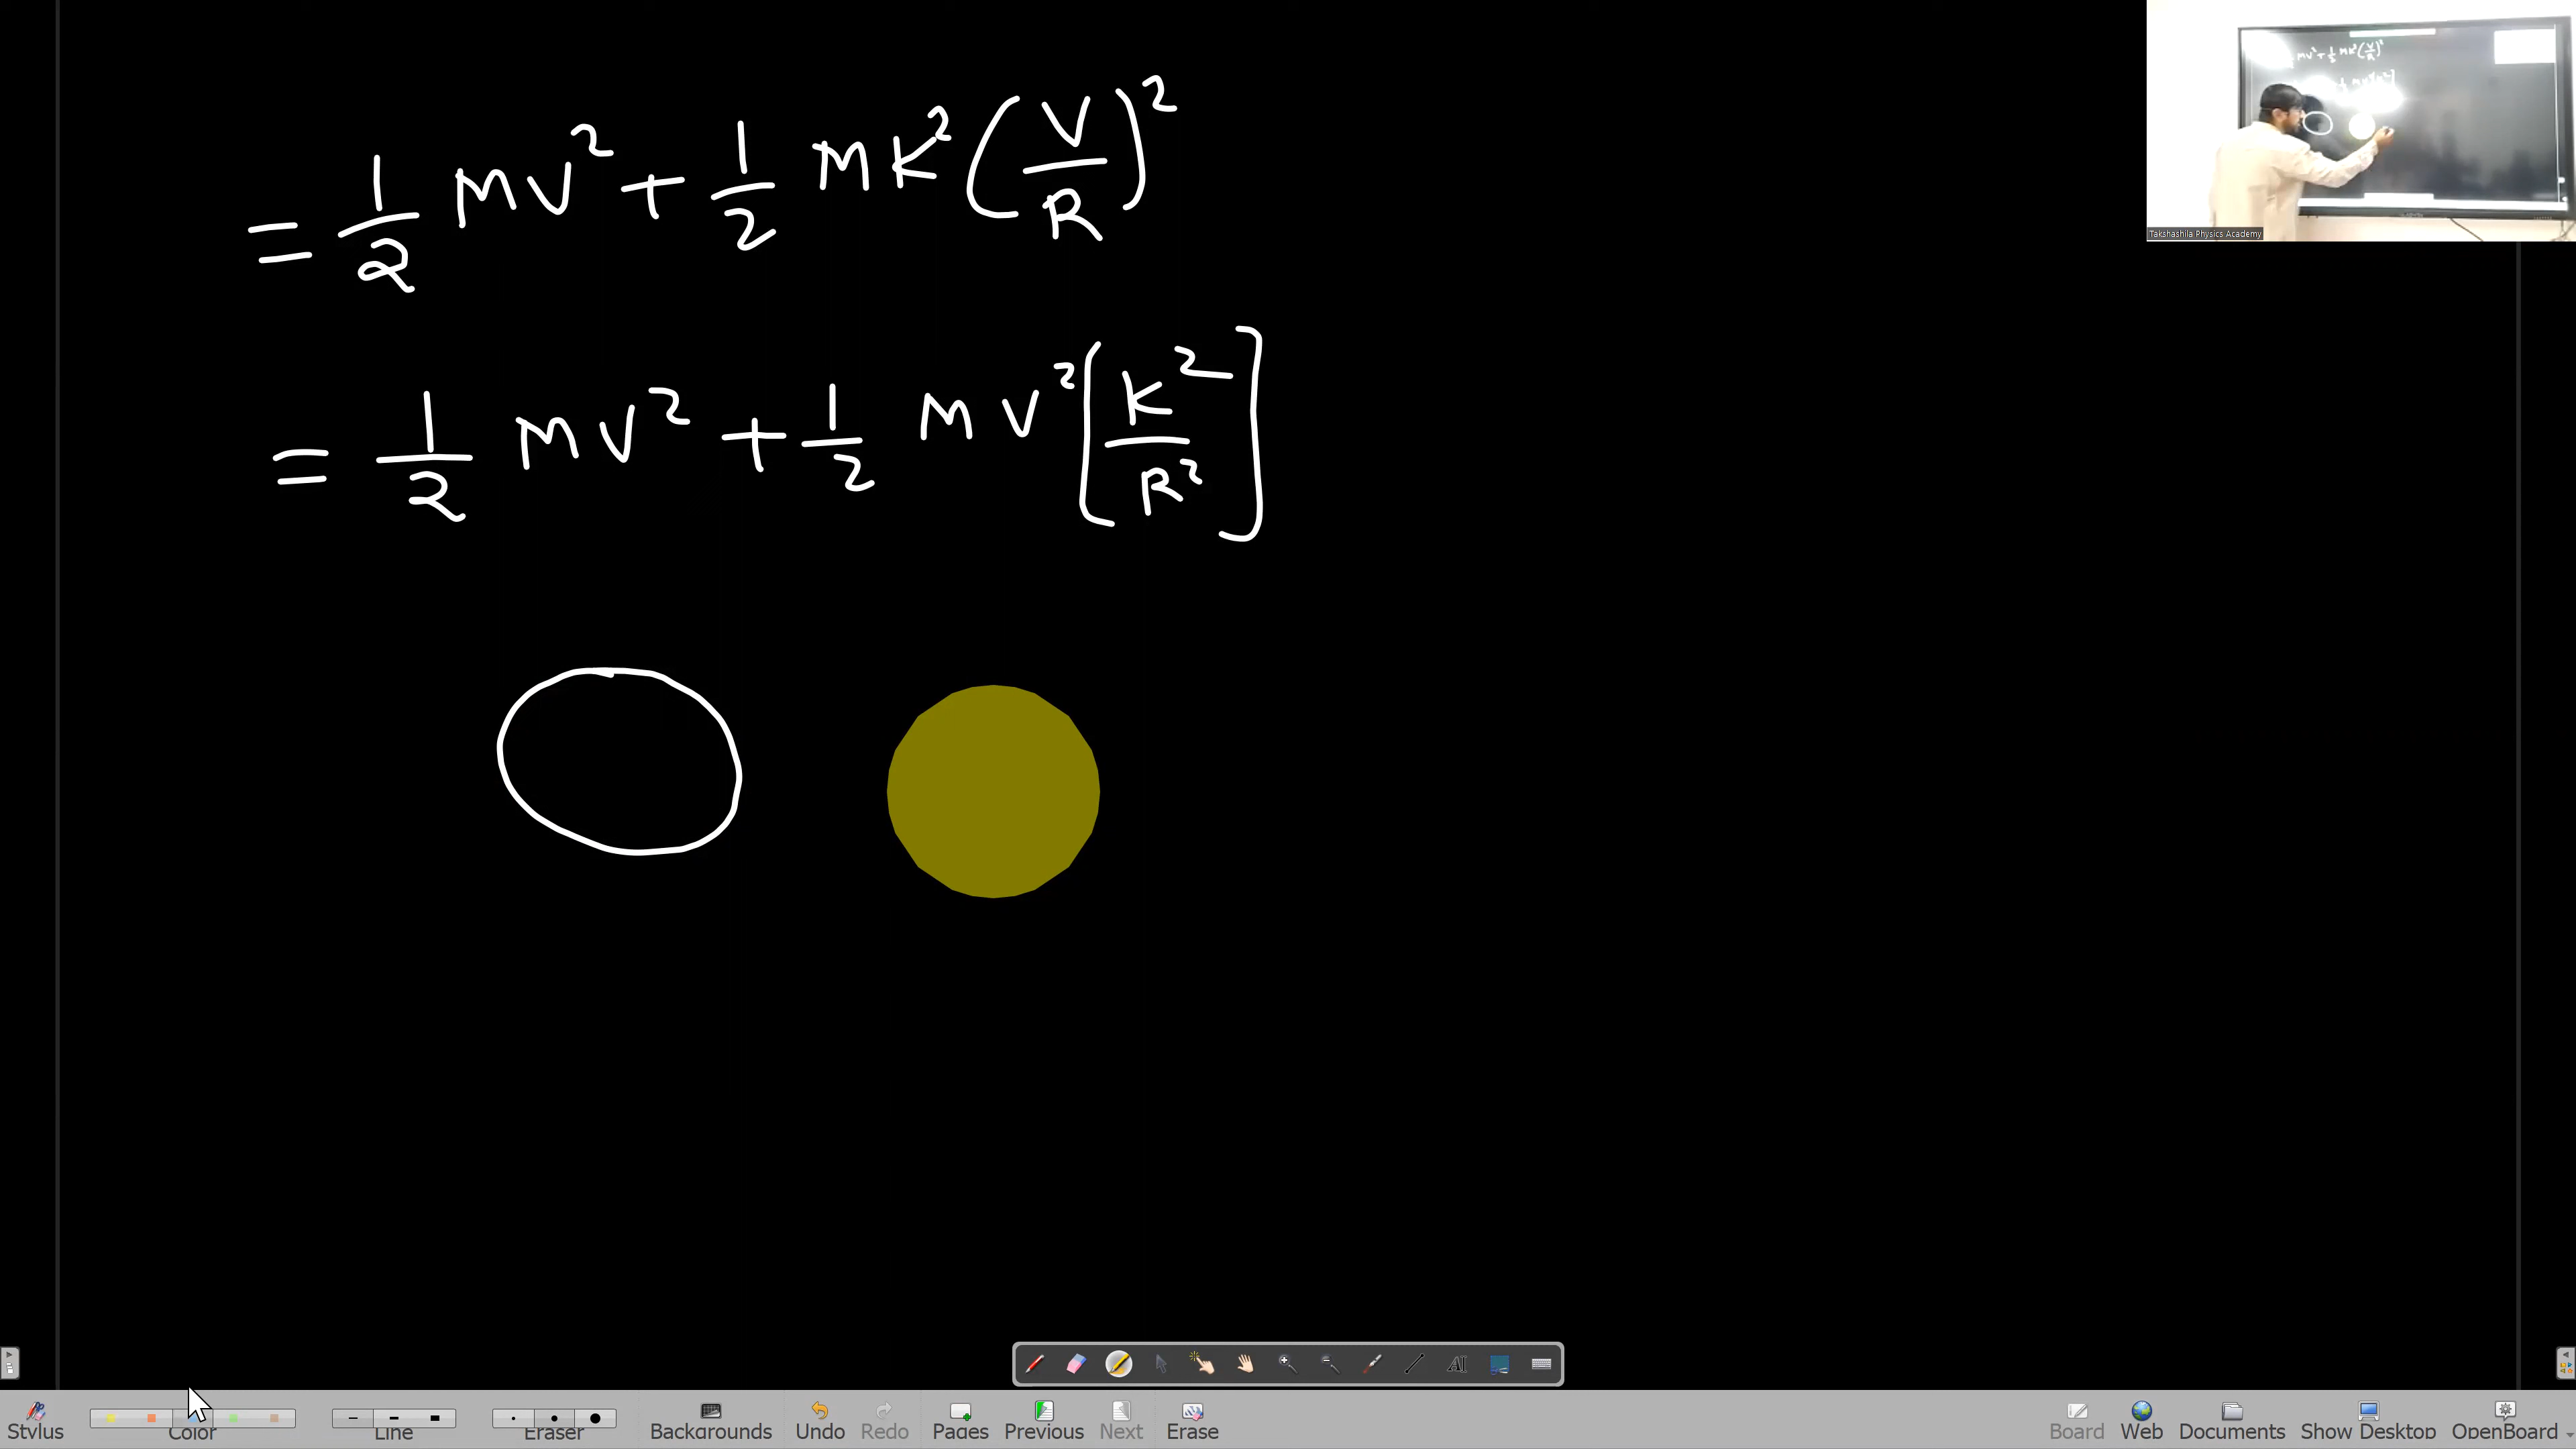 = 1/2 MV² + 1/2 MK² (V/R)²
= 1/2 MV² + 1/2 MV² [K²/R²]
Takshashila Physics Academy
Stylus Color Line Eraser Backgrounds Undo Redo Pages Previous Next Erase Board Web Documents Show Desktop OpenBoard